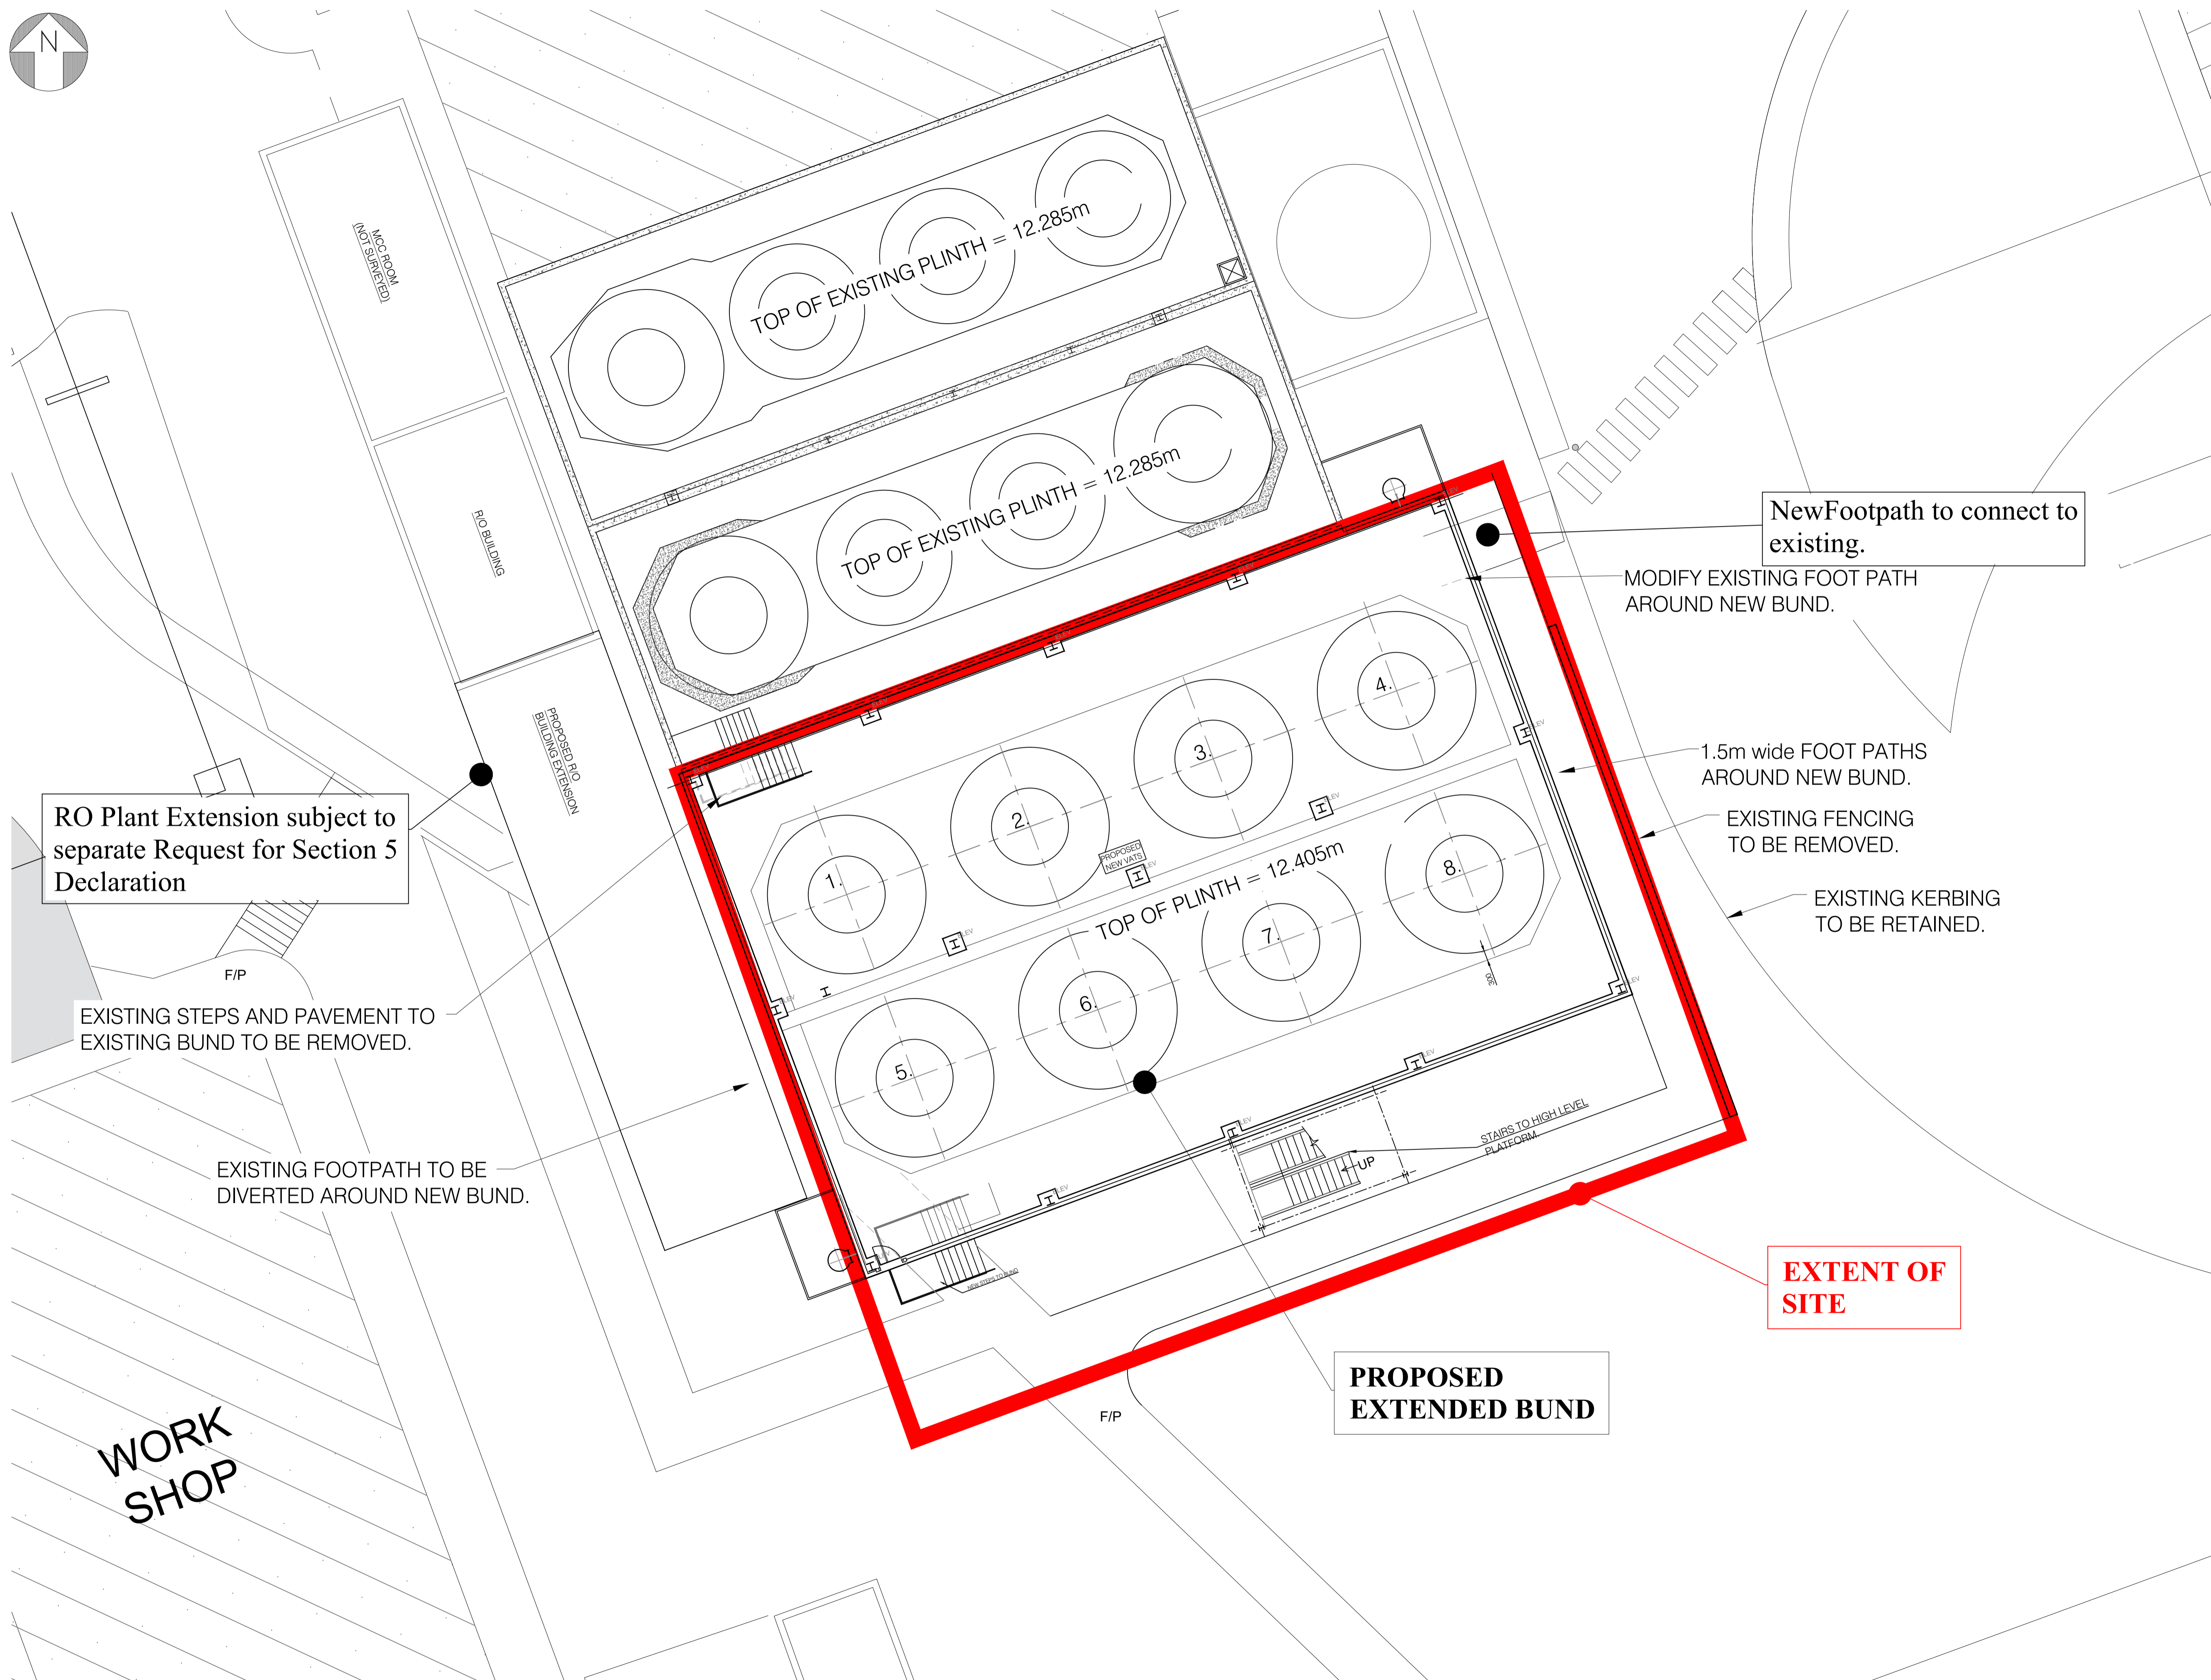 N
MCC ROOM
(NOT SURVEYED)
TOP OF EXISTING PLINTH = 12.285m
R/O BUILDING
TOP OF EXISTING PLINTH = 12.285m
NewFootpath to connect to
existing.
MODIFY EXISTING FOOT PATH
AROUND NEW BUND.
PROPOSED R/O
BUILDING EXTENSION
1.5m wide FOOT PATHS
AROUND NEW BUND.
RO Plant Extension subject to
separate Request for Section 5
Declaration
EXISTING FENCING
TO BE REMOVED.
EXISTING KERBING
TO BE RETAINED.
1.
2.
3.
4.
PROPOSED
NEW VATS
TOP OF PLINTH = 12.405m
5.
6.
7.
8.
300
F/P
EXISTING STEPS AND PAVEMENT TO
EXISTING BUND TO BE REMOVED.
EXISTING FOOTPATH TO BE
DIVERTED AROUND NEW BUND.
STAIRS TO HIGH LEVEL
PLATFORM.
UP
NEW STEPS TO BUND
EXTENT OF
SITE
PROPOSED
EXTENDED BUND
F/P
WORK
SHOP